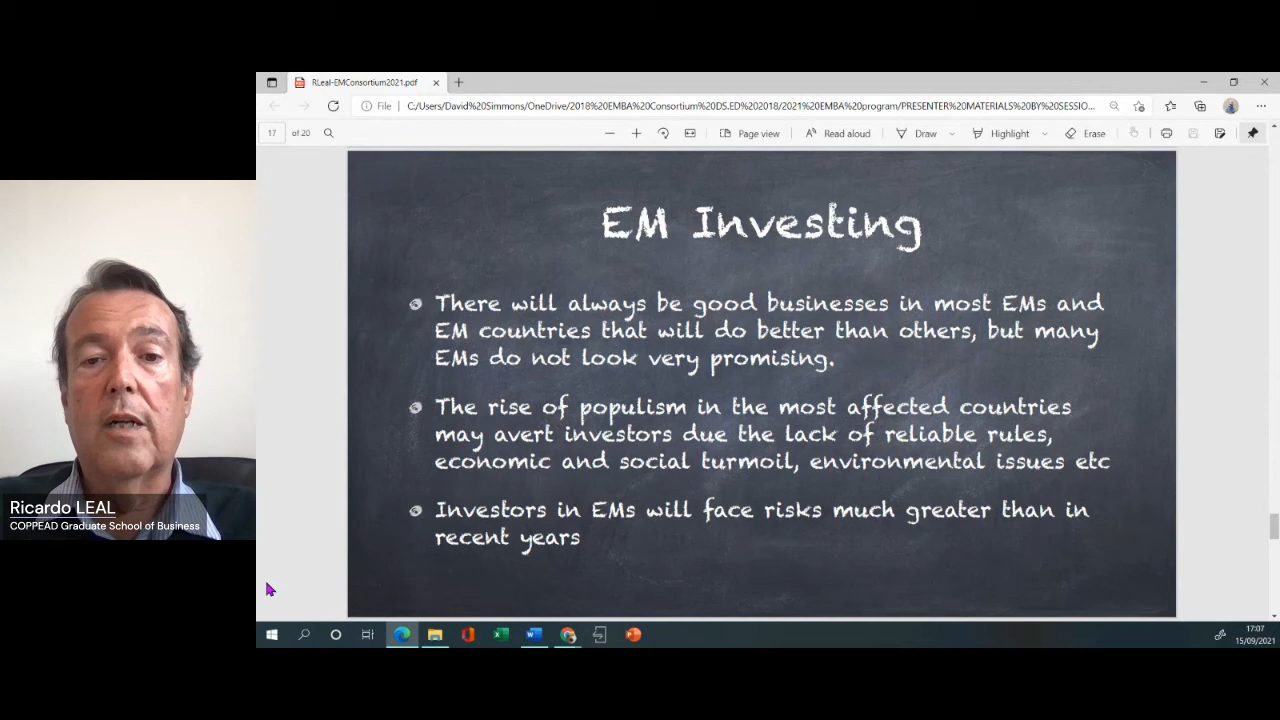 RLeal-EMConsortium2021.pdf
File
C:/Users/David%20Simmons/OneDrive/2018%20EMBA%20Consortium%20DS.ED%202018/2021%20EMBA%20program/PRESENTER%20MATERIALS%20BY%20SESSIO...
17 of 20
Page view
Read aloud
Draw
Highlight
Erase
EM Investing
There will always be good businesses in most EMs and
EM countries that will do better than others, but many
EMs do not look very promising.
The rise of populism in the most affected countries
may avert investors due the lack of reliable rules,
economic and social turmoil, environmental issues etc
Investors in EMs will face risks much greater than in
recent years
Ricardo LEAL
COPPEAD Graduate School of Business
17:07
15/09/2021